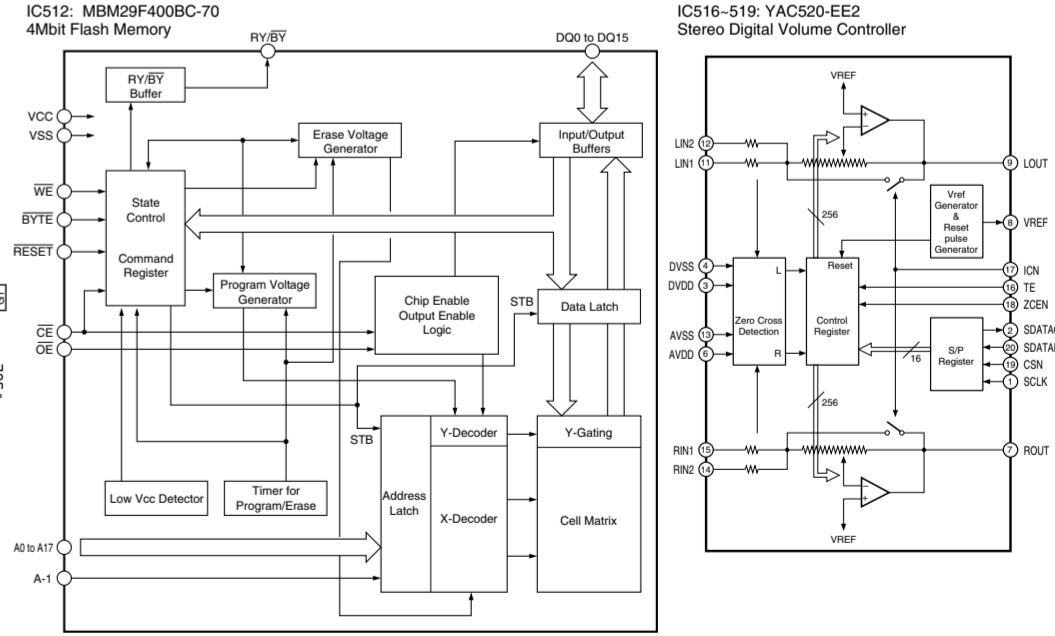 IC512: MBM29F400BC-70
4Mbit Flash Memory
RY/BY
DQ0 to DQ15
RY/BY
Buffer
VCC
VSS
Erase Voltage
Generator
Input/Output
Buffers
WE
BYTE
RESET
CE
OE
State
Control
Command
Register
Program Voltage
Generator
Chip Enable
Output Enable
Logic
STB
Data Latch
STB
Y-Decoder
Y-Gating
Low Vcc Detector
Timer for
Program/Erase
Address
Latch
X-Decoder
Cell Matrix
A0 to A17
A-1
IC516~519: YAC520-EE2
Stereo Digital Volume Controller
VREF
+
−
LIN2 12
LIN1 11
9 LOUT
256
Vref
Generator
&
Reset
pulse
Generator
8 VREF
DVSS 4
DVDD 3
AVSS 13
AVDD 6
L
Zero Cross
Detection
R
Reset
Control
Register
17 ICN
16 TE
18 ZCEN
16
S/P
Register
2 SDATAO
20 SDATAI
19 CSN
1 SCLK
256
RIN1 15
RIN2 14
7 ROUT
−
+
VREF